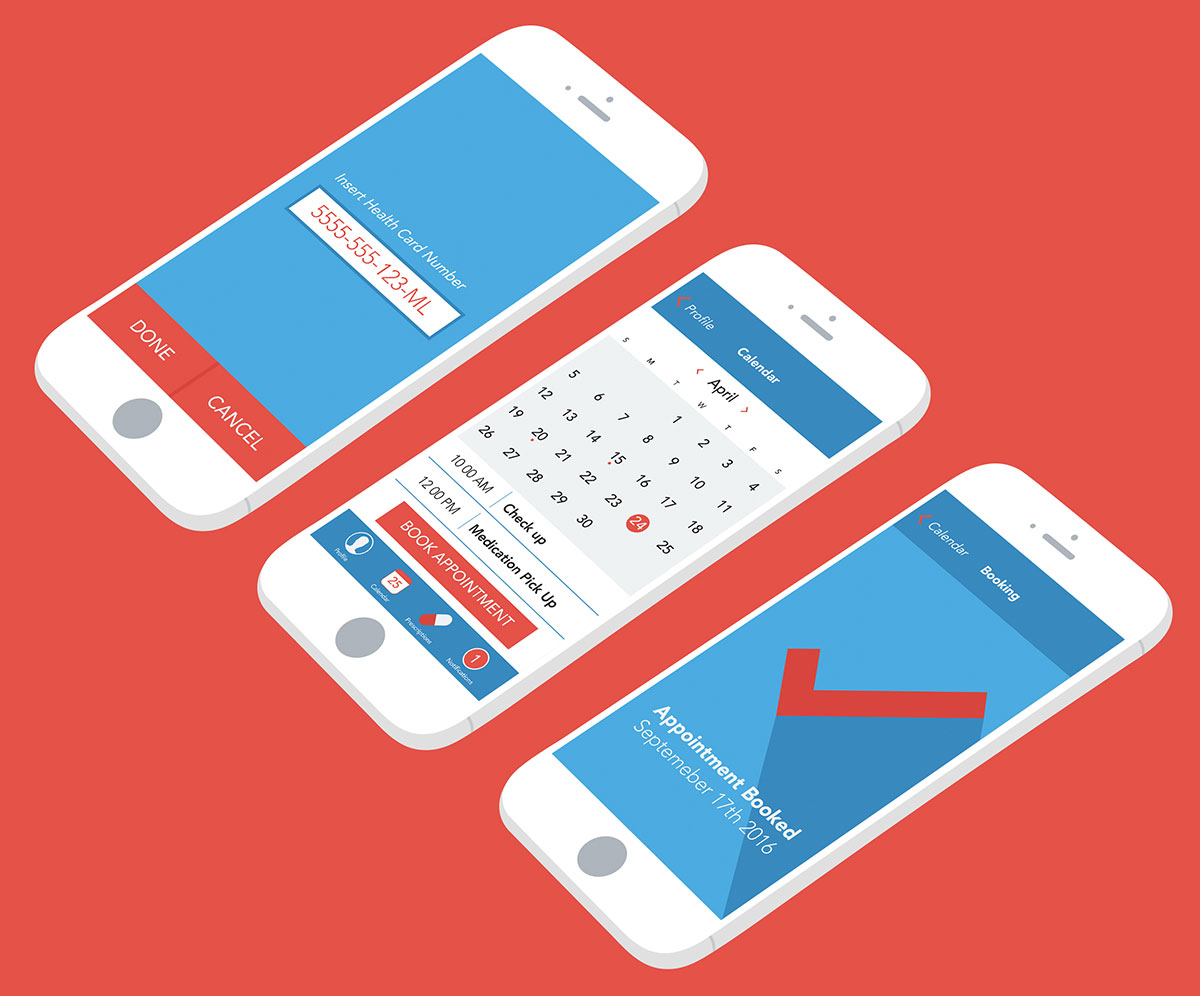 Insert Health Card Number
5555-555-123-ML
DONE
CANCEL
Profile
Calendar
April
S M T W T F S
1 2 3 4
5 6 7 8 9 10 11
12 13 14 15 16 17 18
19 20 21 22 23 24 25
26 27 28 29 30
10 00 AM Check up
12 00 PM Medication Pick Up
BOOK APPOINTMENT
25
1
Profile
Calendar
Prescriptions
Notifications
Calendar
Booking
Appointment Booked
Septemeber 17th 2016